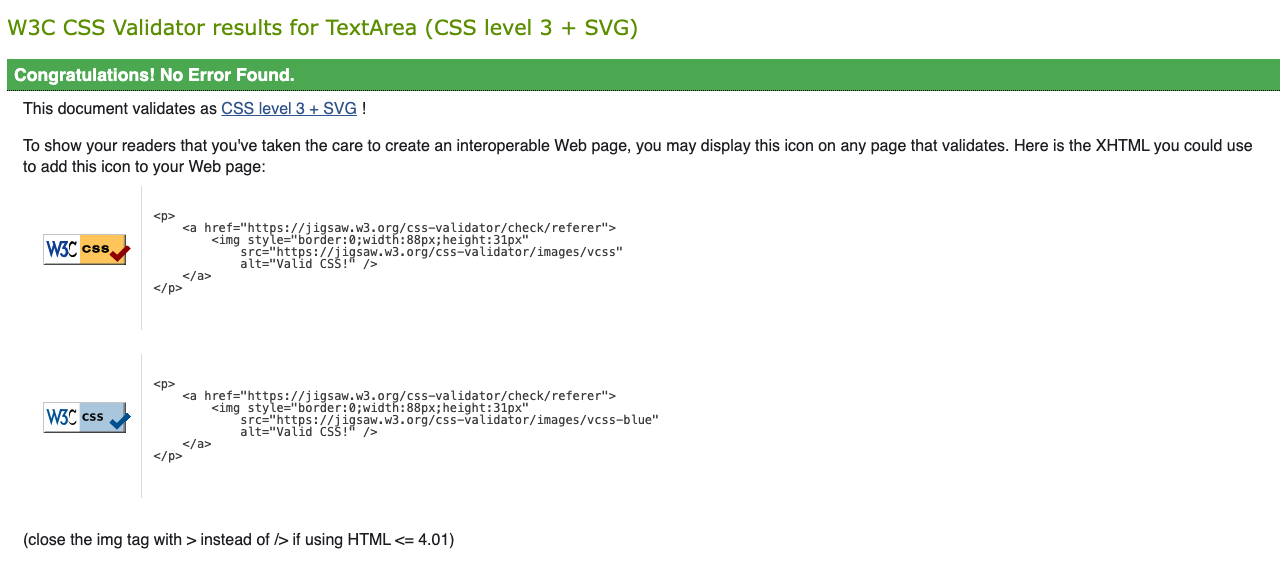 W3C CSS Validator results for TextArea (CSS level 3 + SVG)
Congratulations! No Error Found.
This document validates as CSS level 3 + SVG !
To show your readers that you've taken the care to create an interoperable Web page, you may display this icon on any page that validates. Here is the XHTML you could use
to add this icon to your Web page:
W3C css
<p>
    <a href="https://jigsaw.w3.org/css-validator/check/referer">
        <img style="border:0;width:88px;height:31px"
            src="https://jigsaw.w3.org/css-validator/images/vcss"
            alt="Valid CSS!" />
    </a>
</p>
W3C css
<p>
    <a href="https://jigsaw.w3.org/css-validator/check/referer">
        <img style="border:0;width:88px;height:31px"
            src="https://jigsaw.w3.org/css-validator/images/vcss-blue"
            alt="Valid CSS!" />
    </a>
</p>
(close the img tag with > instead of /> if using HTML <= 4.01)